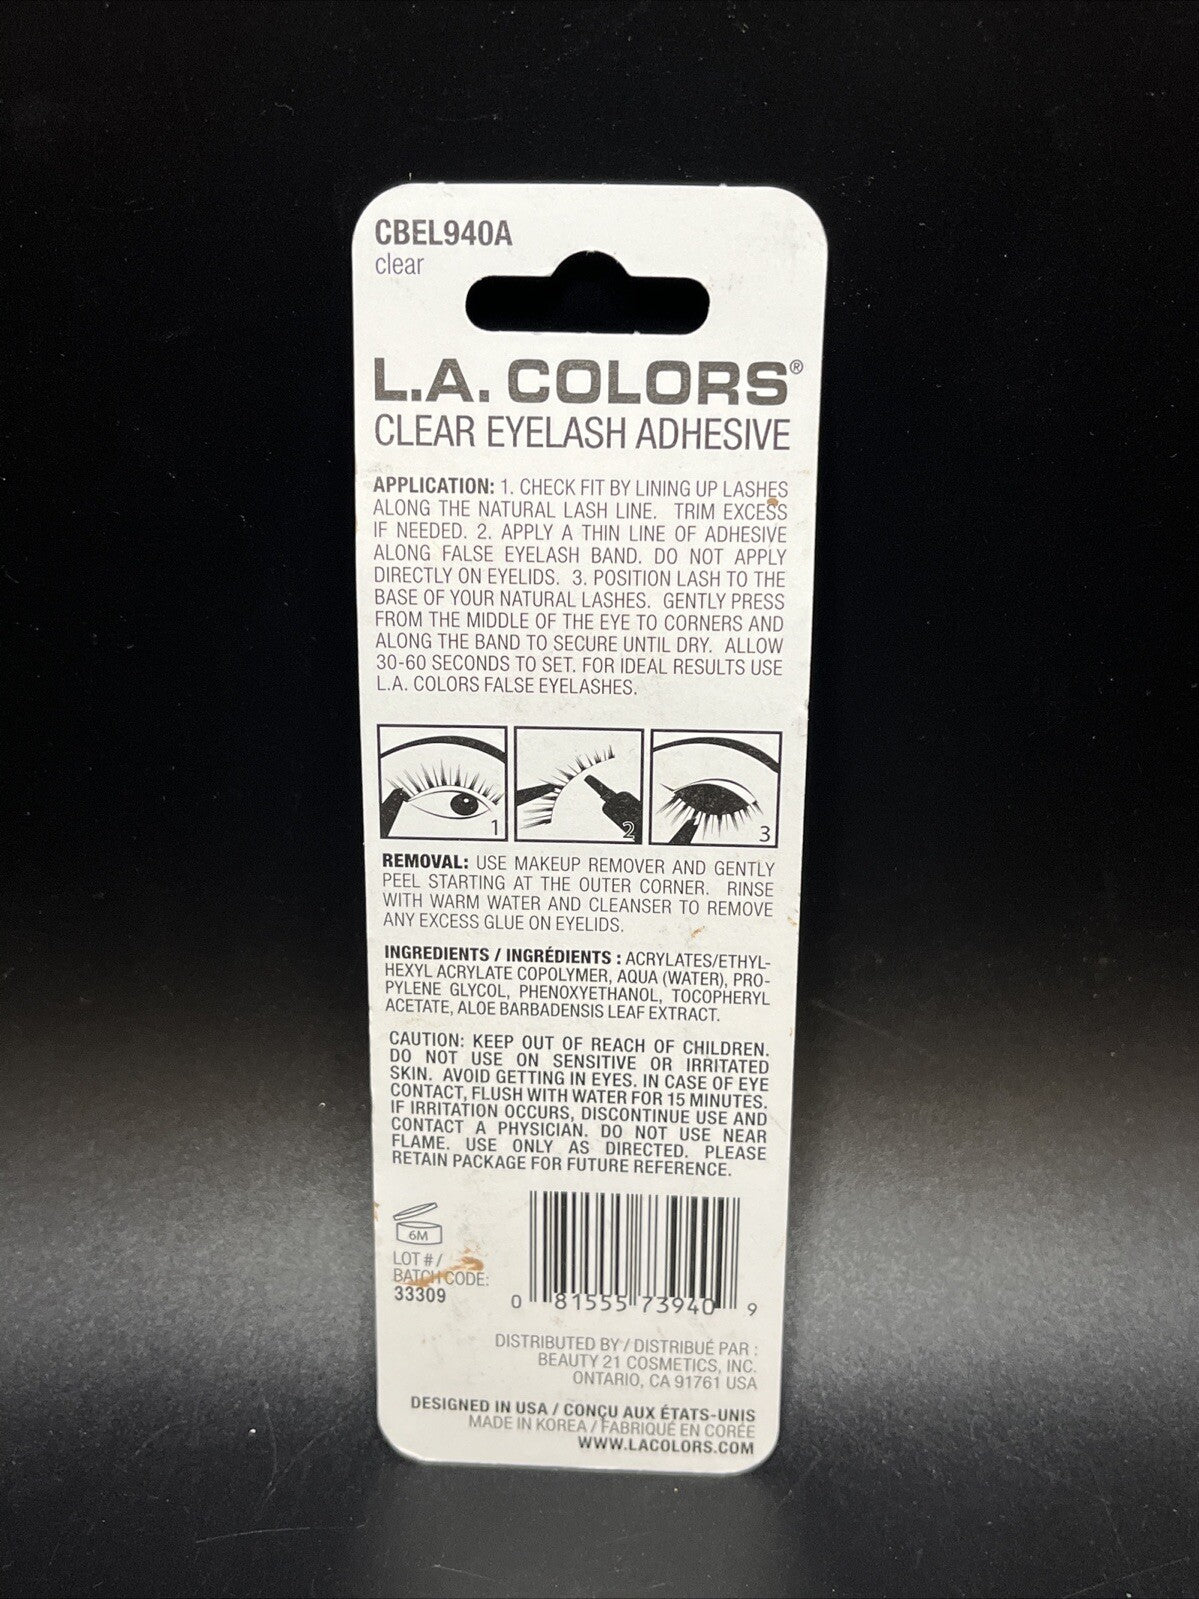 CBEL940A
clear
L.A. COLORS®
CLEAR EYELASH ADHESIVE
APPLICATION: 1. CHECK FIT BY LINING UP LASHES
ALONG THE NATURAL LASH LINE. TRIM EXCESS
IF NEEDED. 2. APPLY A THIN LINE OF ADHESIVE
ALONG FALSE EYELASH BAND. DO NOT APPLY
DIRECTLY ON EYELIDS. 3. POSITION LASH TO THE
BASE OF YOUR NATURAL LASHES. GENTLY PRESS
FROM THE MIDDLE OF THE EYE TO CORNERS AND
ALONG THE BAND TO SECURE UNTIL DRY. ALLOW
30-60 SECONDS TO SET. FOR IDEAL RESULTS USE
L.A. COLORS FALSE EYELASHES.
1 2 3
REMOVAL: USE MAKEUP REMOVER AND GENTLY
PEEL STARTING AT THE OUTER CORNER. RINSE
WITH WARM WATER AND CLEANSER TO REMOVE
ANY EXCESS GLUE ON EYELIDS.
INGREDIENTS / INGRÉDIENTS : ACRYLATES/ETHYL-
HEXYL ACRYLATE COPOLYMER, AQUA (WATER), PRO-
PYLENE GLYCOL, PHENOXYETHANOL, TOCOPHERYL
ACETATE, ALOE BARBADENSIS LEAF EXTRACT.
CAUTION: KEEP OUT OF REACH OF CHILDREN.
DO NOT USE ON SENSITIVE OR IRRITATED
SKIN. AVOID GETTING IN EYES. IN CASE OF EYE
CONTACT, FLUSH WITH WATER FOR 15 MINUTES.
IF IRRITATION OCCURS, DISCONTINUE USE AND
CONTACT A PHYSICIAN. DO NOT USE NEAR
FLAME. USE ONLY AS DIRECTED. PLEASE
RETAIN PACKAGE FOR FUTURE REFERENCE.
6M
LOT # /
BATCH CODE:
33309
0 81555 73940 9
DISTRIBUTED BY / DISTRIBUÉ PAR :
BEAUTY 21 COSMETICS, INC.
ONTARIO, CA 91761 USA
DESIGNED IN USA / CONÇU AUX ÉTATS-UNIS
MADE IN KOREA / FABRIQUÉ EN CORÉE
WWW.LACOLORS.COM